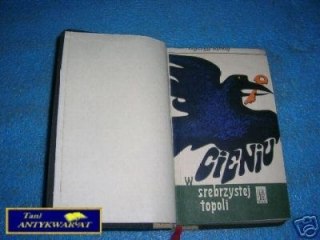 w CIENIU
srebrzystej
topoli
Tani
ANTYKWARIAT